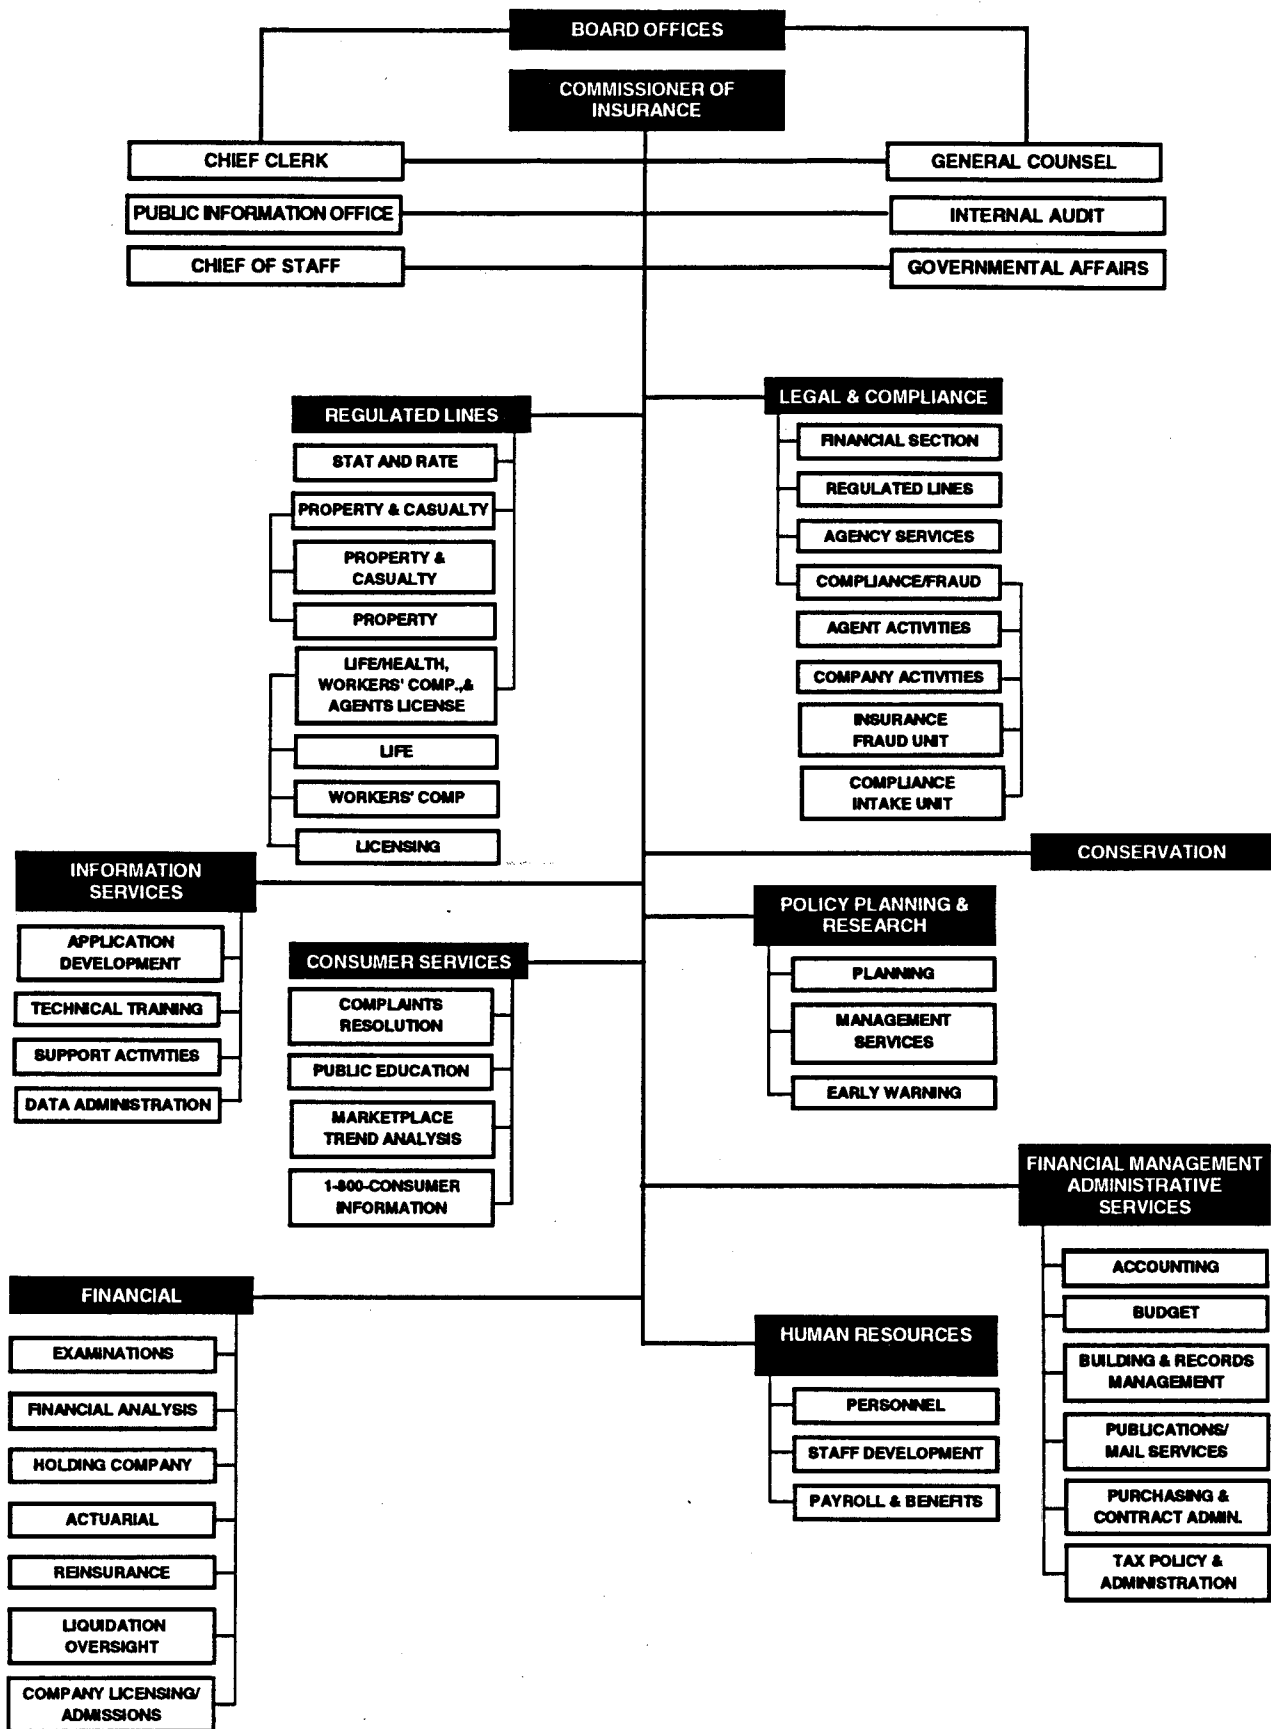 BOARD OFFICES
COMMISSIONER OF
INSURANCE
CHIEF CLERK
GENERAL COUNSEL
PUBLIC INFORMATION OFFICE
INTERNAL AUDIT
CHIEF OF STAFF
GOVERNMENTAL AFFAIRS
REGULATED LINES
STAT AND RATE
PROPERTY & CASUALTY
PROPERTY &
CASUALTY
PROPERTY
LIFE/HEALTH,
WORKERS' COMP.,&
AGENTS LICENSE
LIFE
WORKERS' COMP
LICENSING
LEGAL & COMPLIANCE
FINANCIAL SECTION
REGULATED LINES
AGENCY SERVICES
COMPLIANCE/FRAUD
AGENT ACTIVITIES
COMPANY ACTIVITIES
INSURANCE
FRAUD UNIT
COMPLIANCE
INTAKE UNIT
CONSERVATION
INFORMATION
SERVICES
APPLICATION
DEVELOPMENT
TECHNICAL TRAINING
SUPPORT ACTIVITIES
DATA ADMINISTRATION
CONSUMER SERVICES
COMPLAINTS
RESOLUTION
PUBLIC EDUCATION
MARKETPLACE
TREND ANALYSIS
1-800-CONSUMER
INFORMATION
POLICY PLANNING &
RESEARCH
PLANNING
MANAGEMENT
SERVICES
EARLY WARNING
FINANCIAL MANAGEMENT
ADMINISTRATIVE
SERVICES
ACCOUNTING
BUDGET
BUILDING & RECORDS
MANAGEMENT
PUBLICATIONS/
MAIL SERVICES
PURCHASING &
CONTRACT ADMIN.
TAX POLICY &
ADMINISTRATION
FINANCIAL
EXAMINATIONS
FINANCIAL ANALYSIS
HOLDING COMPANY
ACTUARIAL
REINSURANCE
LIQUIDATION
OVERSIGHT
COMPANY LICENSING/
ADMISSIONS
HUMAN RESOURCES
PERSONNEL
STAFF DEVELOPMENT
PAYROLL & BENEFITS